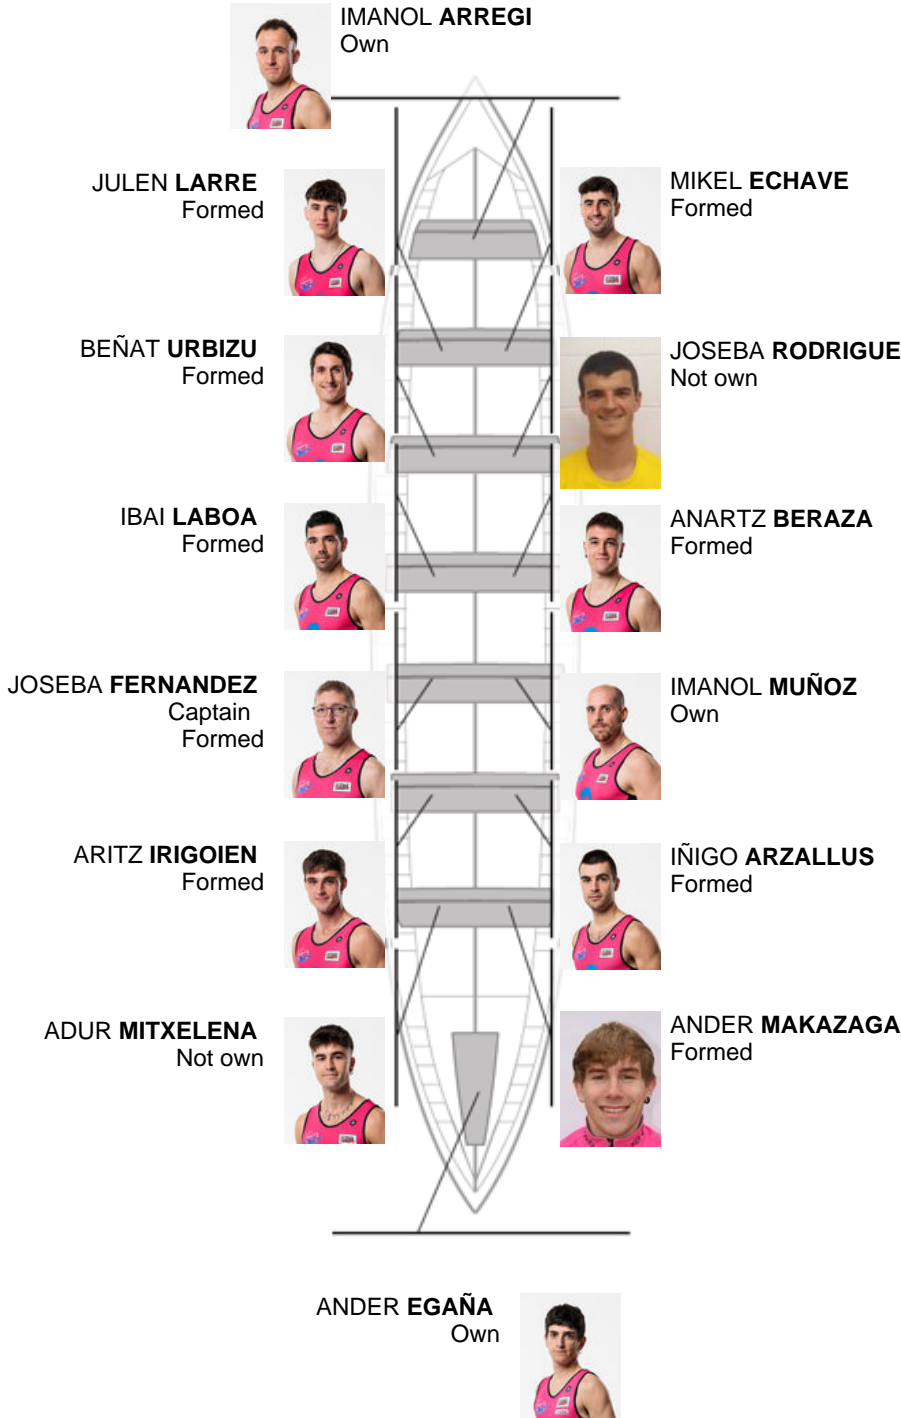 IMANOL ARREGI
Own
JULEN LARRE
Formed
MIKEL ECHAVE
Formed
BEÑAT URBIZU
Formed
JOSEBA RODRIGUE
Not own
IBAI LABOA
Formed
ANARTZ BERAZA
Formed
JOSEBA FERNANDEZ
Captain
Formed
IMANOL MUÑOZ
Own
ARITZ IRIGOIEN
Formed
IÑIGO ARZALLUS
Formed
ADUR MITXELENA
Not own
ANDER MAKAZAGA
Formed
ANDER EGAÑA
Own